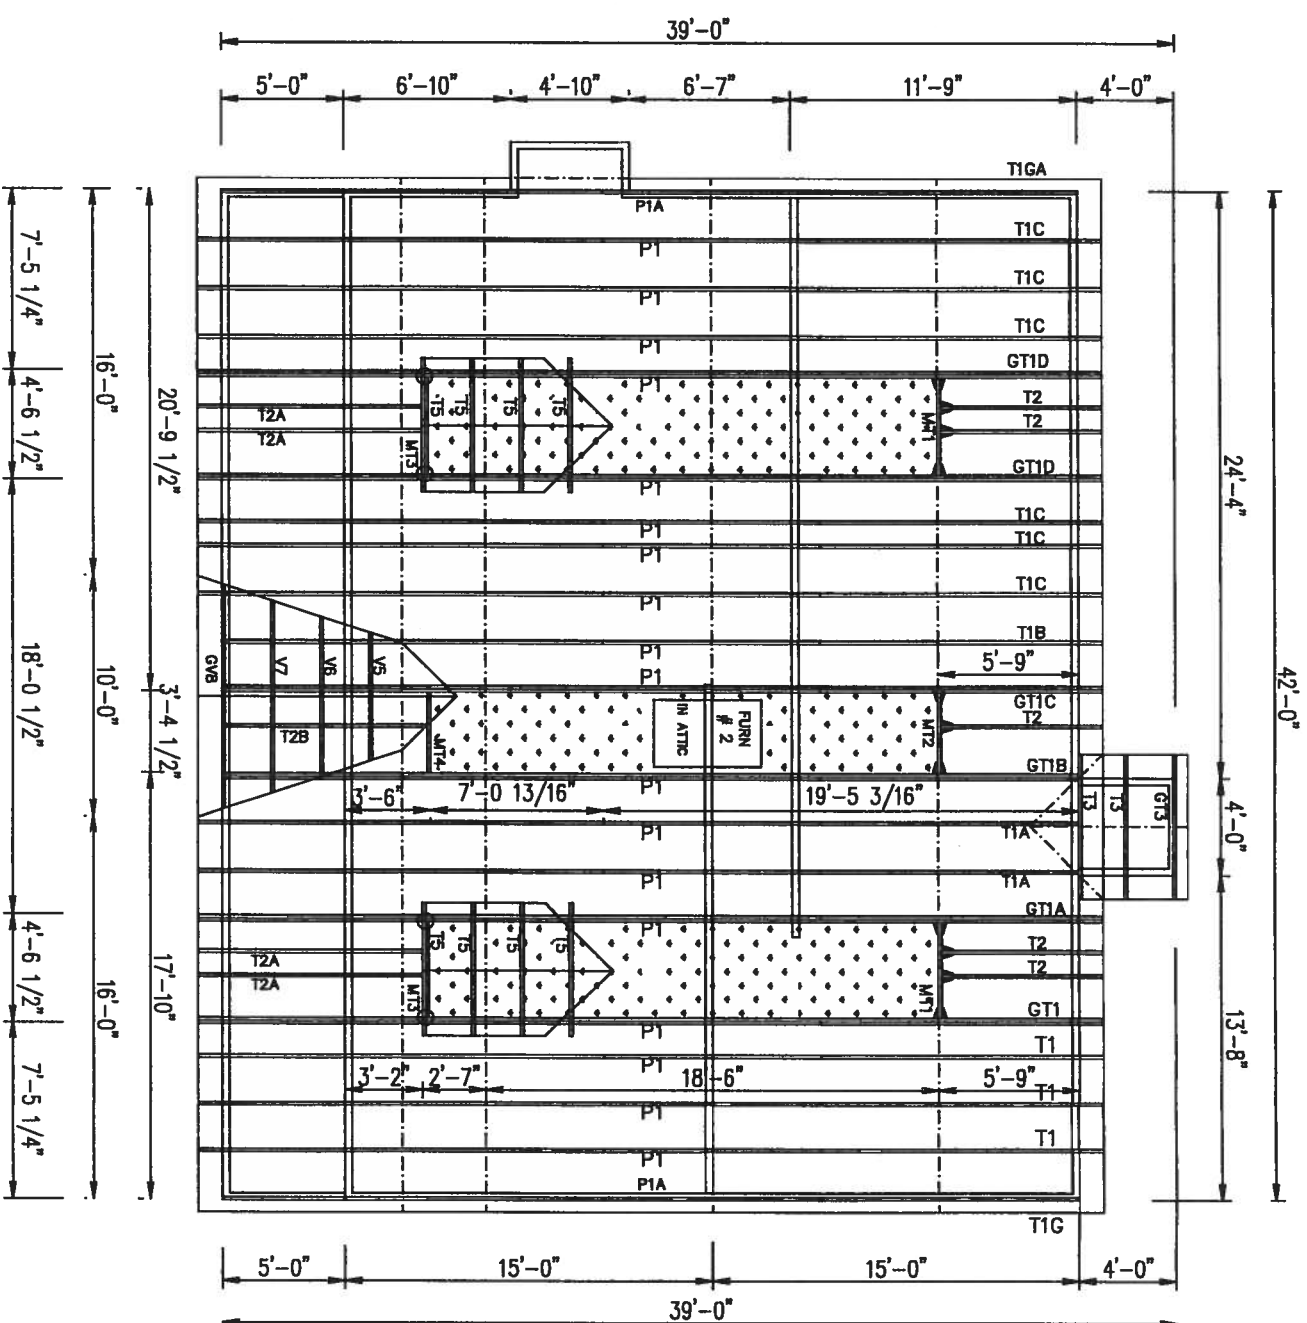 39'-0"
5'-0" 6'-10" 4'-10" 6'-7" 11'-9" 4'-0"
T1GA
P1A
T1C
P1
T1C
P1
T1C
P1
GT1D
P1
T5 T5 T5 T5
T2
T2A
T2
T2A
MT3
MT1
GT1D
P1
T1C
P1
T1C
P1
T1C
P1
T1B
P1
5'-9"
P1
GV8 V7 V6 V5
GT1C
T2
T2B
MT4
FURN
# 2
IN ATTIC
MT2
GT1B
3'-6" 7'-0 13/16" 19'-5 3/16"
T3 T3 GT3
P1
T1A
P1
T1A
GT1A
P1
T5 T5 T5 T5
T2
T2A
T2
T2A
MT3
MT1
GT1
P1
T1
P1
3'-2" 2'-7" 18'-6" 5'-9"
T1
P1
T1
P1
P1A
T1G
7'-5 1/4"
4'-6 1/2"
18'-0 1/2"
4'-6 1/2"
7'-5 1/4"
16'-0"
10'-0"
16'-0"
20'-9 1/2"
3'-4 1/2"
17'-10"
24'-4"
4'-0"
13'-8"
42'-0"
5'-0" 15'-0" 15'-0" 4'-0"
39'-0"